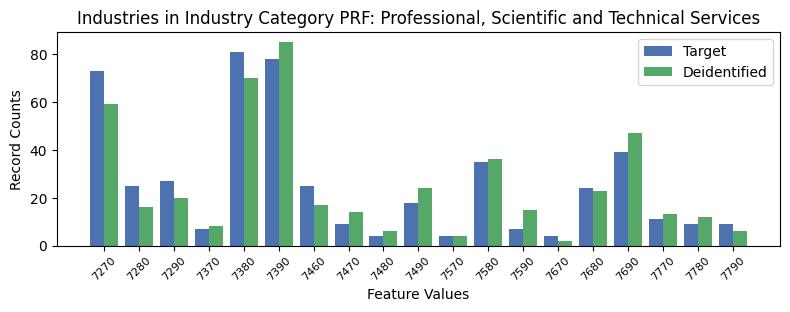 Industries in Industry Category PRF: Professional, Scientific and Technical Services
Target
Deidentified
Record Counts
80
60
40
20
0
7270 7280 7290 7370 7380 7390 7460 7470 7480 7490 7570 7580 7590 7670 7680 7690 7770 7780 7790
Feature Values